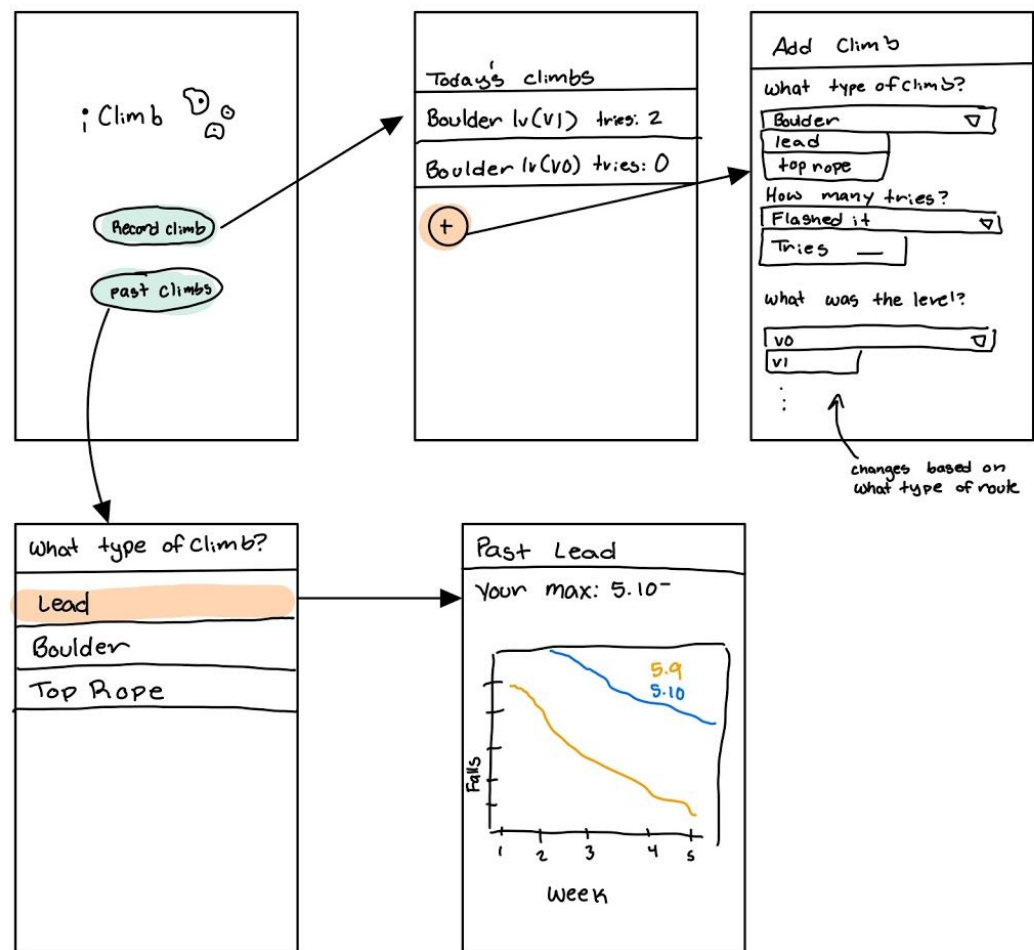 iClimb
Record climb
past climbs
Today's climbs
Boulder lv(V1) tries: 2
Boulder lv(V0) tries: 0
+
Add Climb
what type of climb?
Boulder
lead
top rope
How many tries?
Flashed it
Tries __
what was the level?
v0
v1
changes based on
what type of route
What type of Climb?
Lead
Boulder
Top Rope
Past Lead
Your max: 5.10-
5.9
5.10
Falls
1 2 3 4 5
Week